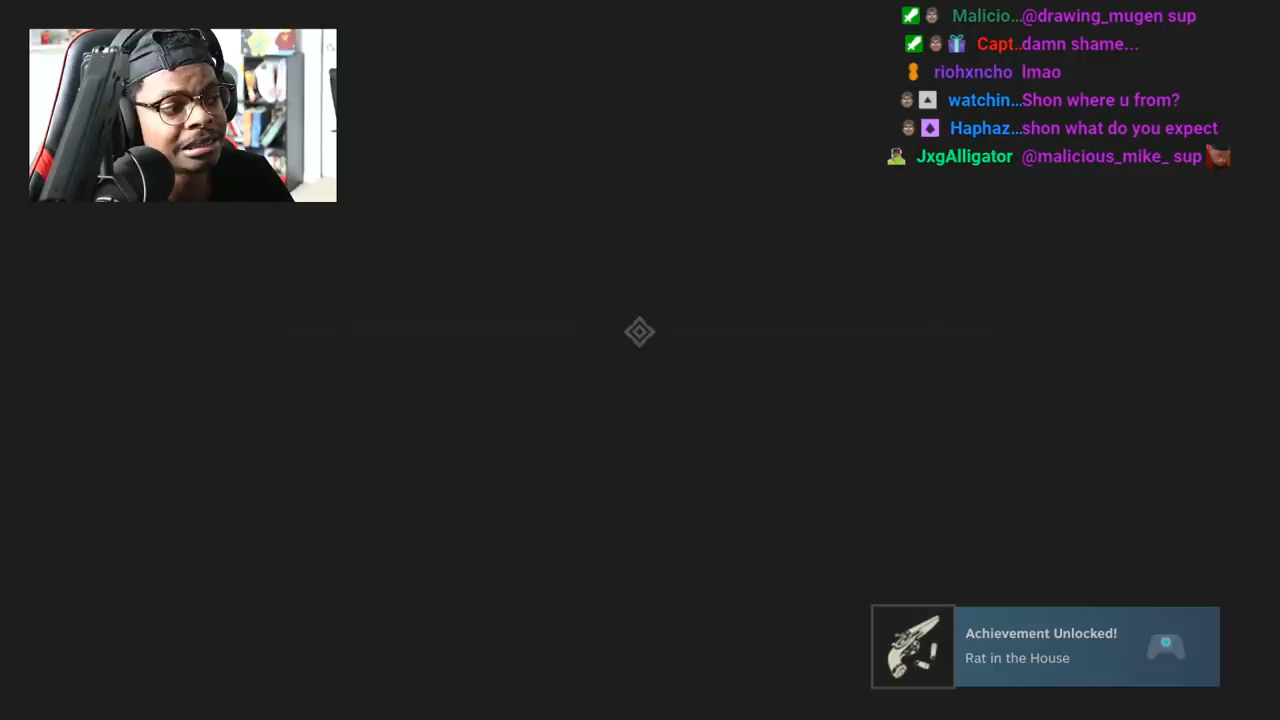 Malicio...@drawing_mugen sup
Capt..damn shame...
riohxncho lmao
watchin...Shon where u from?
Haphaz...shon what do you expect
JxgAlligator @malicious_mike_ sup
Achievement Unlocked!
Rat in the House